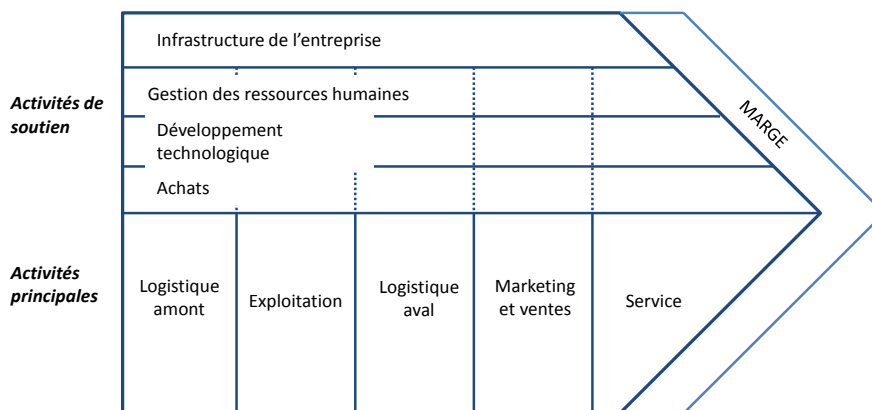 Infrastructure de l’entreprise
Activités de
soutien
Gestion des ressources humaines
Développement
technologique
Achats
MARGE
Activités
principales
Logistique
amont
Exploitation
Logistique
aval
Marketing
et ventes
Service